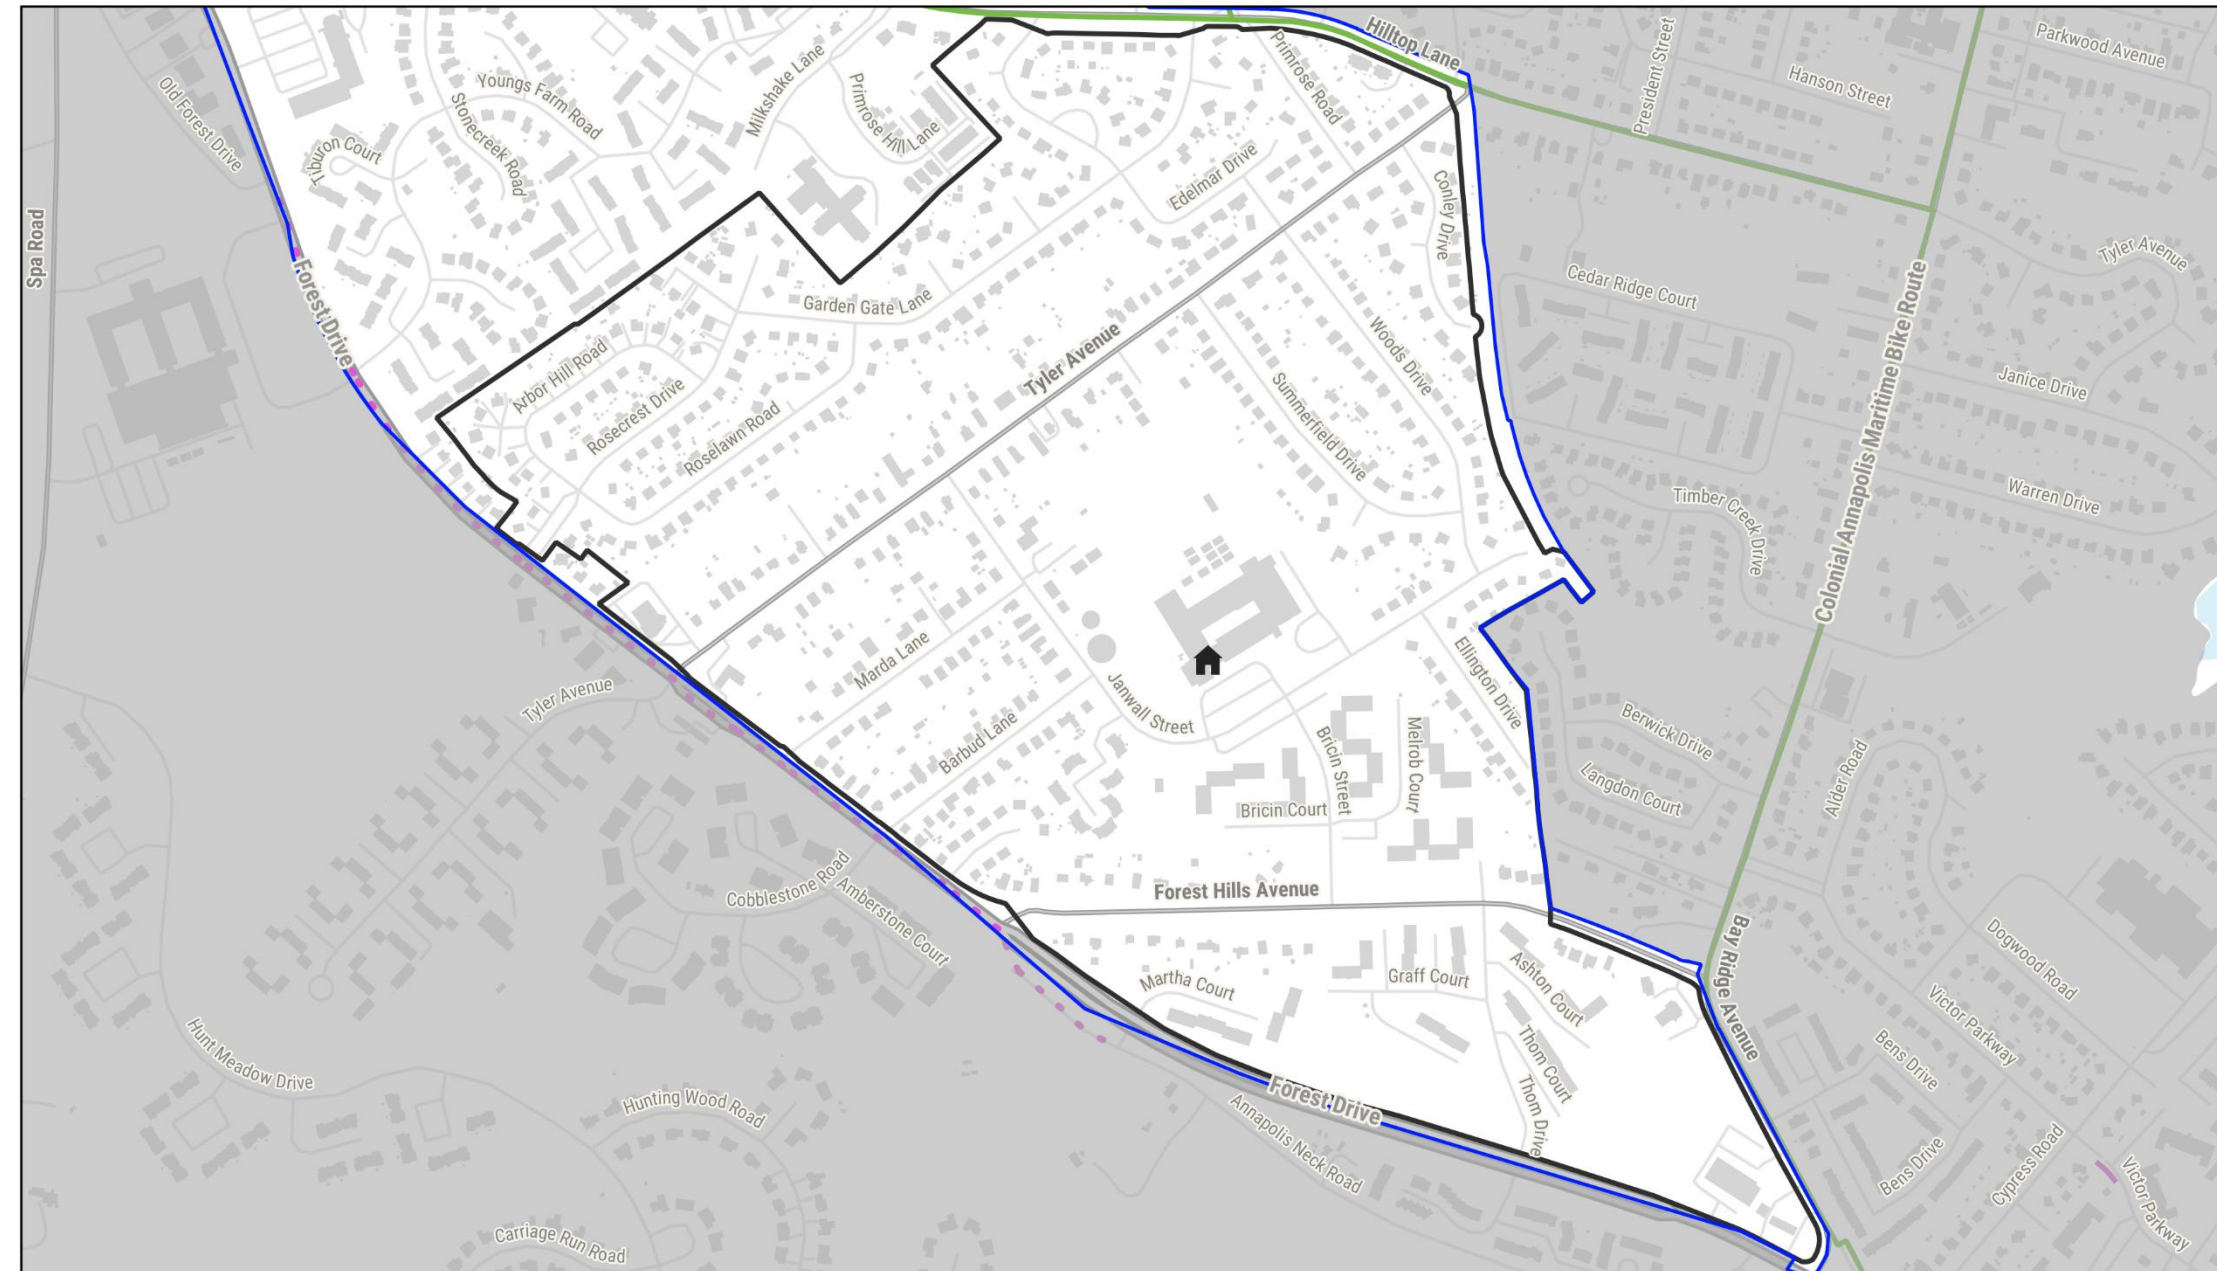 Hilltop Lane
Parkwood Avenue
President Street
Hanson Street
Primrose Road
Milkshake Lane
Youngs Farm Road
Old Forest Drive
Stonecreek Road
Primrose Hill Lane
Tiburon Court
Edelmar Drive
Conley Drive
Spa Road
Tyler Avenue
Cedar Ridge Court
Forest Drive
Garden Gate Lane
Colonial Annapolis Maritime Bike Route
Tyler Avenue
Woods Drive
Arbor Hill Road
Janice Drive
Rosecrest Drive
Summerfield Drive
Roselawn Road
Warren Drive
Timber Creek Drive
Marda Lane
Ellington Drive
Tyler Avenue
Janwall Street
Berwick Drive
Barbud Lane
Bricin Street
Melrob Court
Langdon Court
Alder Road
Bricin Court
Cobblestone Road
Forest Hills Avenue
Amberstone Court
Bay Ridge Avenue
Dogwood Road
Martha Court
Graff Court
Ashton Court
Victor Parkway
Hunt Meadow Drive
Thom Court
Bens Drive
Forest Drive
Hunting Wood Road
Thom Drive
Annapolis Neck Road
Bens Drive
Cypress Road
Victor Parkway
Carriage Run Road